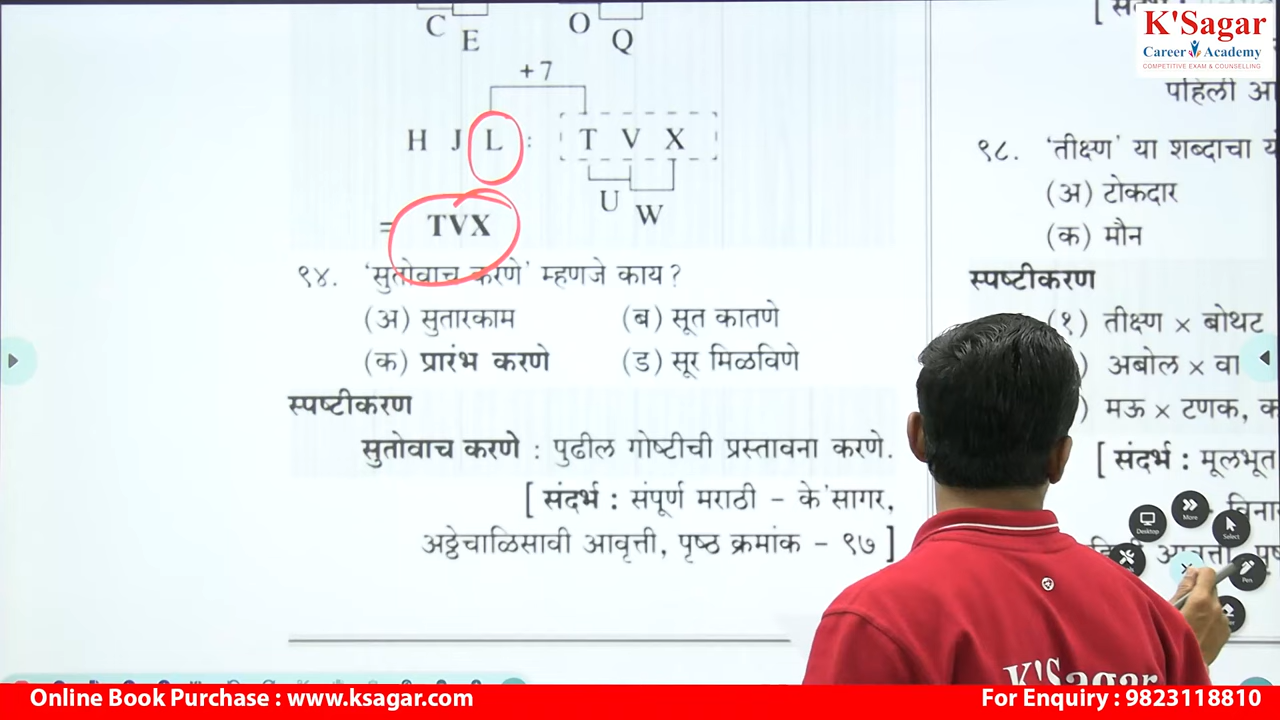 C E O Q
+7
H J L : T V X
U W
= TVX
९४. 'सुतोवाच करणे' म्हणजे काय ?
(अ) सुतारकाम (ब) सूत कातणे
(क) प्रारंभ करणे (ड) सूर मिळविणे
स्पष्टीकरण
सुतोवाच करणे : पुढील गोष्टीची प्रस्तावना करणे.
[ संदर्भ : संपूर्ण मराठी – के'सागर,
अठ्ठेचाळिसावी आवृत्ती, पृष्ठ क्रमांक – ९७ ]
पहिली
९८. 'तीक्ष्ण' या शब्दाचा
(अ) टोकदार
(क) मौन
स्पष्टीकरण
(१) तीक्ष्ण × बोथट
) अबोल × वा
) मऊ × टणक,
[ संदर्भ : मूलभूत
K'Sagar
Career Academy
COMPETITIVE EXAM & COUNSELLING
More
Desktop
Select
Pen
K'Sagar
Online Book Purchase : www.ksagar.com
For Enquiry : 9823118810